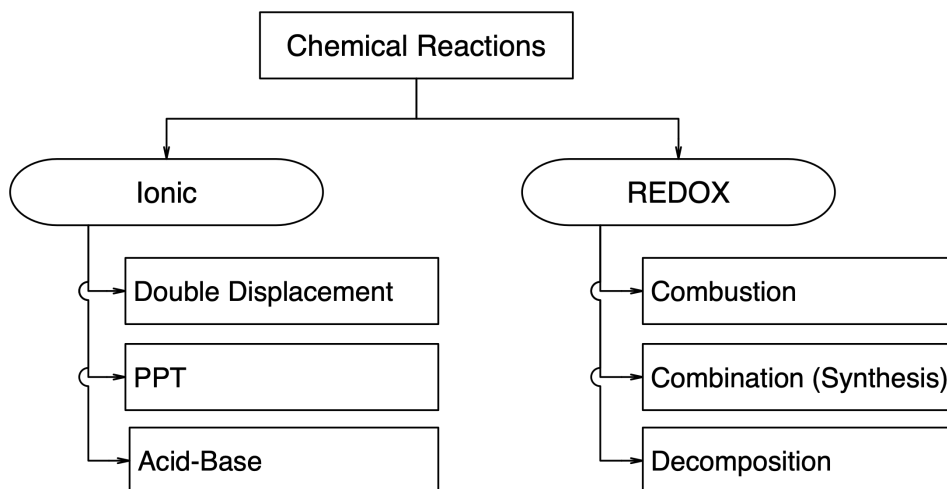 Chemical Reactions
Ionic
REDOX
Double Displacement
Combustion
PPT
Combination (Synthesis)
Acid-Base
Decomposition